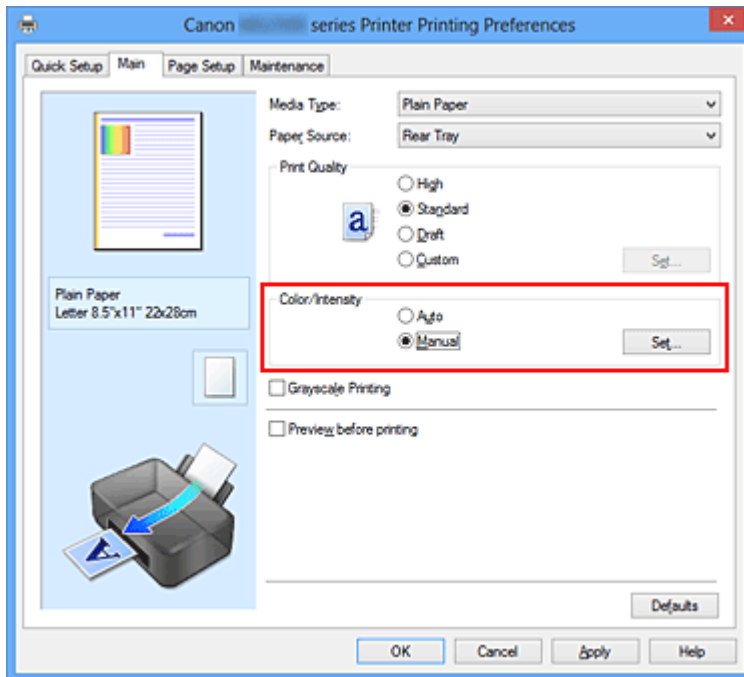 Canon series Printer Printing Preferences
Quick Setup Main Page Setup Maintenance
Media Type: Plain Paper
Paper Source: Rear Tray
Print Quality
High
a Standard
Draft
Custom Set...
Plain Paper
Letter 8.5"x11" 22x28cm
Color/Intensity
Auto
Manual Set...
Grayscale Printing
Preview before printing
A
Defaults
OK Cancel Apply Help